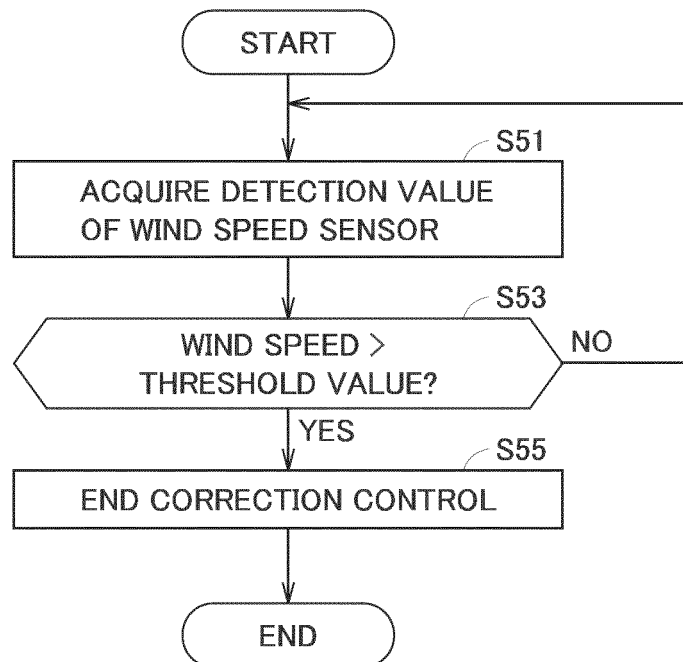 START
S51
ACQUIRE DETECTION VALUE
OF WIND SPEED SENSOR
S53
WIND SPEED >
THRESHOLD VALUE?
NO
YES
S55
END CORRECTION CONTROL
END